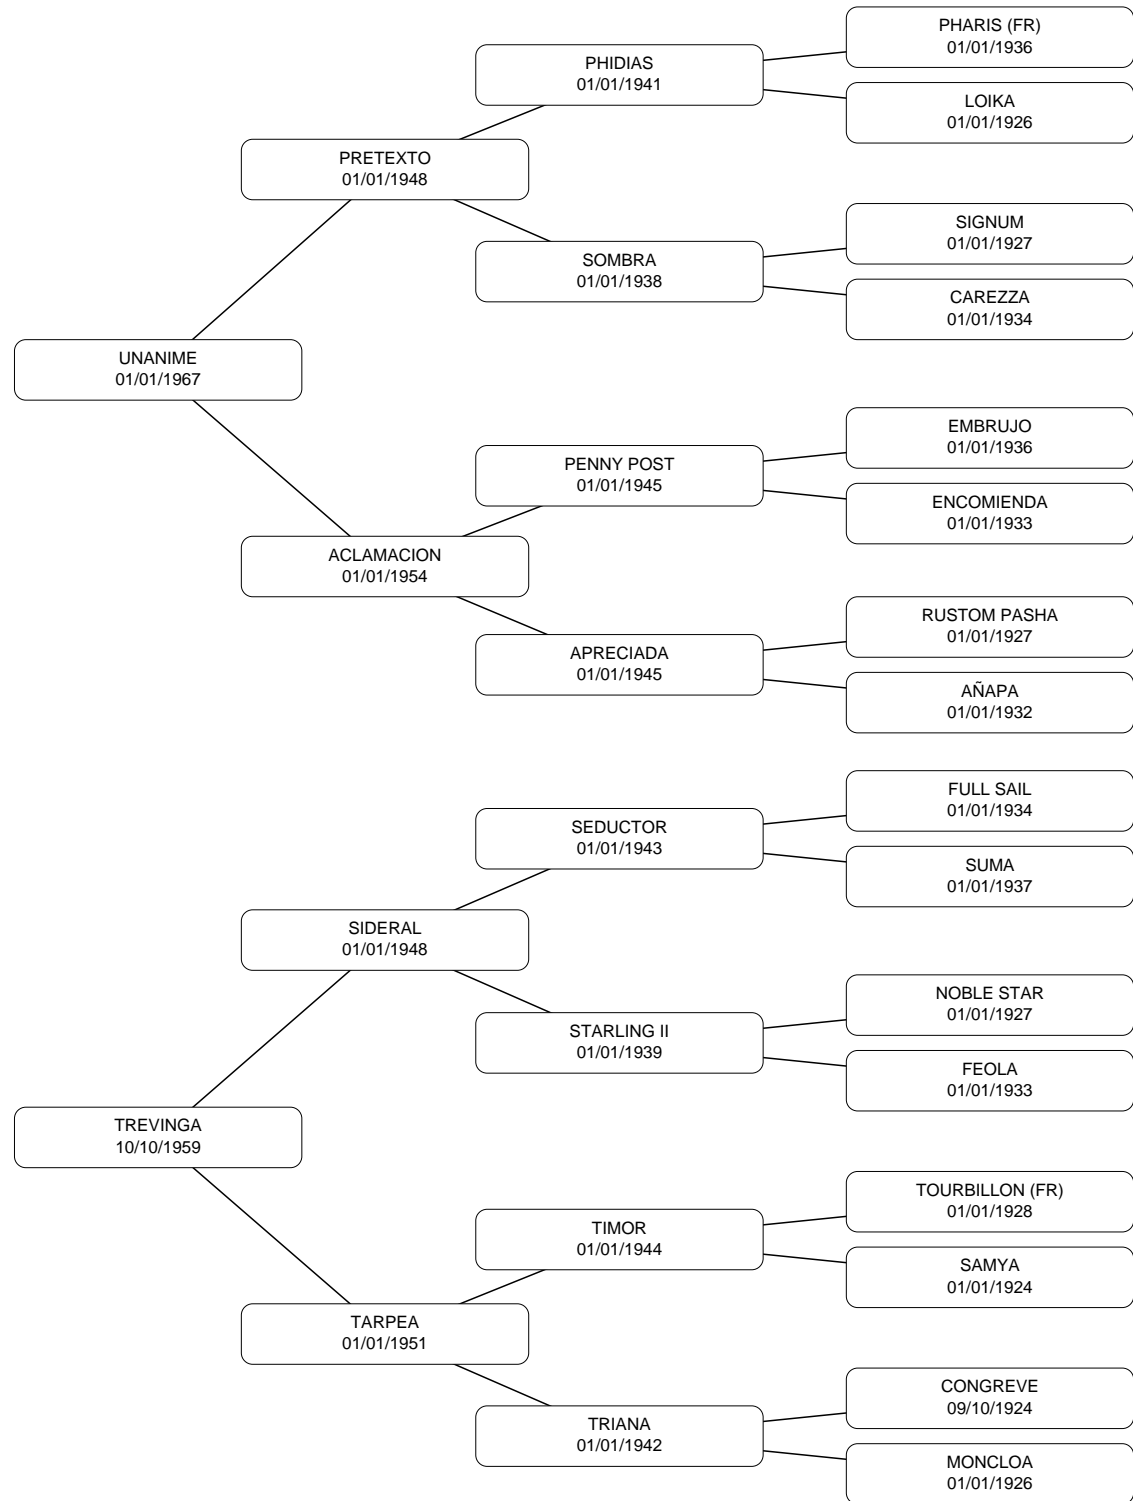 PHARIS (FR)
01/01/1936
PHIDIAS
01/01/1941
LOIKA
01/01/1926
PRETEXTO
01/01/1948
SIGNUM
01/01/1927
SOMBRA
01/01/1938
CAREZZA
01/01/1934
UNANIME
01/01/1967
EMBRUJO
01/01/1936
PENNY POST
01/01/1945
ENCOMIENDA
01/01/1933
ACLAMACION
01/01/1954
RUSTOM PASHA
01/01/1927
APRECIADA
01/01/1945
AÑAPA
01/01/1932
FULL SAIL
01/01/1934
SEDUCTOR
01/01/1943
SUMA
01/01/1937
SIDERAL
01/01/1948
NOBLE STAR
01/01/1927
STARLING II
01/01/1939
FEOLA
01/01/1933
TREVINGA
10/10/1959
TOURBILLON (FR)
01/01/1928
TIMOR
01/01/1944
SAMYA
01/01/1924
TARPEA
01/01/1951
CONGREVE
09/10/1924
TRIANA
01/01/1942
MONCLOA
01/01/1926